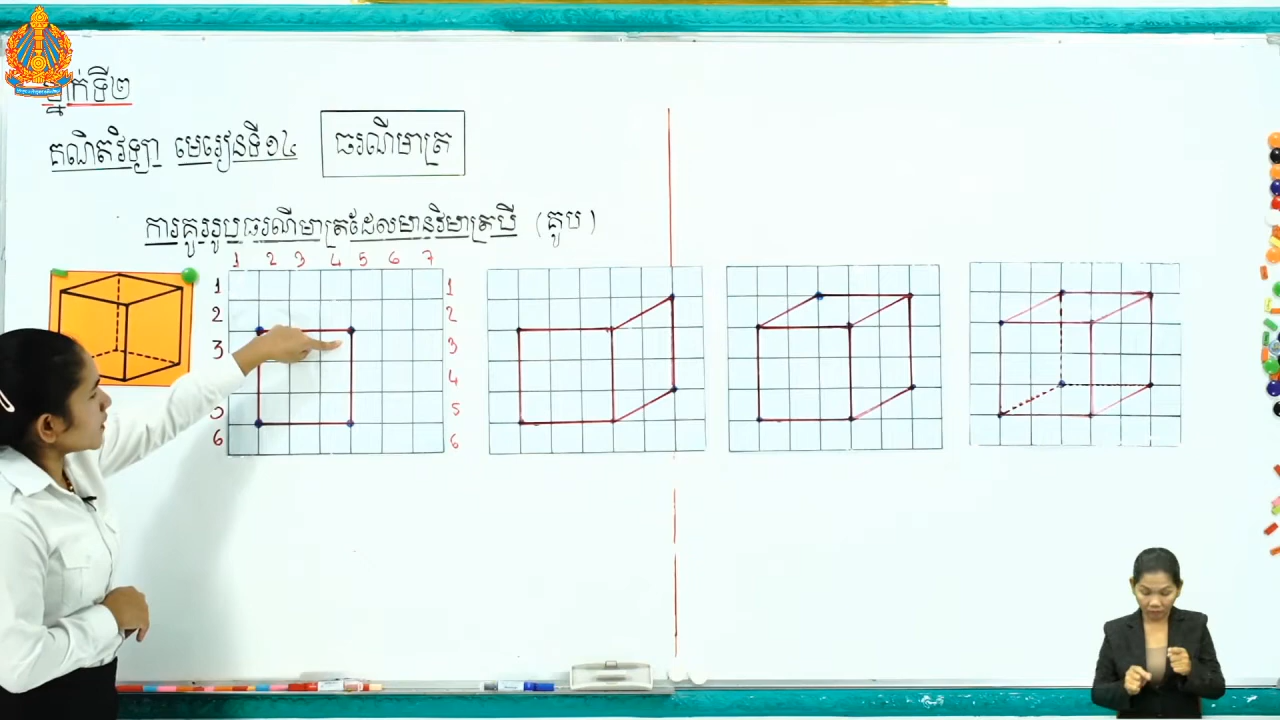 ថ្នាក់ទី២
គណិតវិទ្យា មេរៀនទី១៤ ធរណីមាត្រ
ការគូររូបធរណីមាត្រដែលមានវិមាត្របី (គូប)
1 2 3 4 5 6 7
1 1
2 2
3 3
4
5 5
6 6